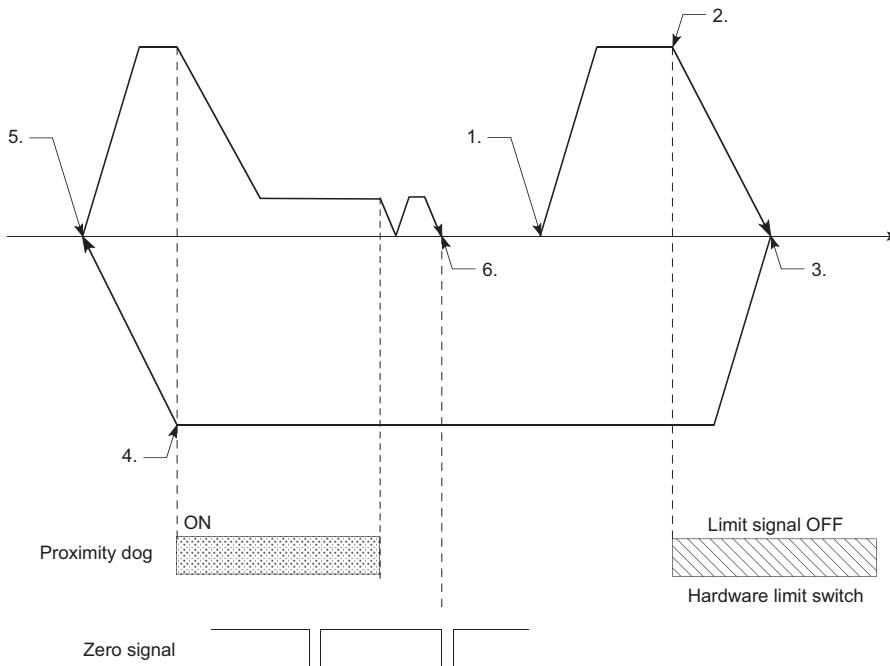 2.
1.
5.
6.
3.
4.
ON
Proximity dog
Limit signal OFF
Hardware limit switch
Zero signal